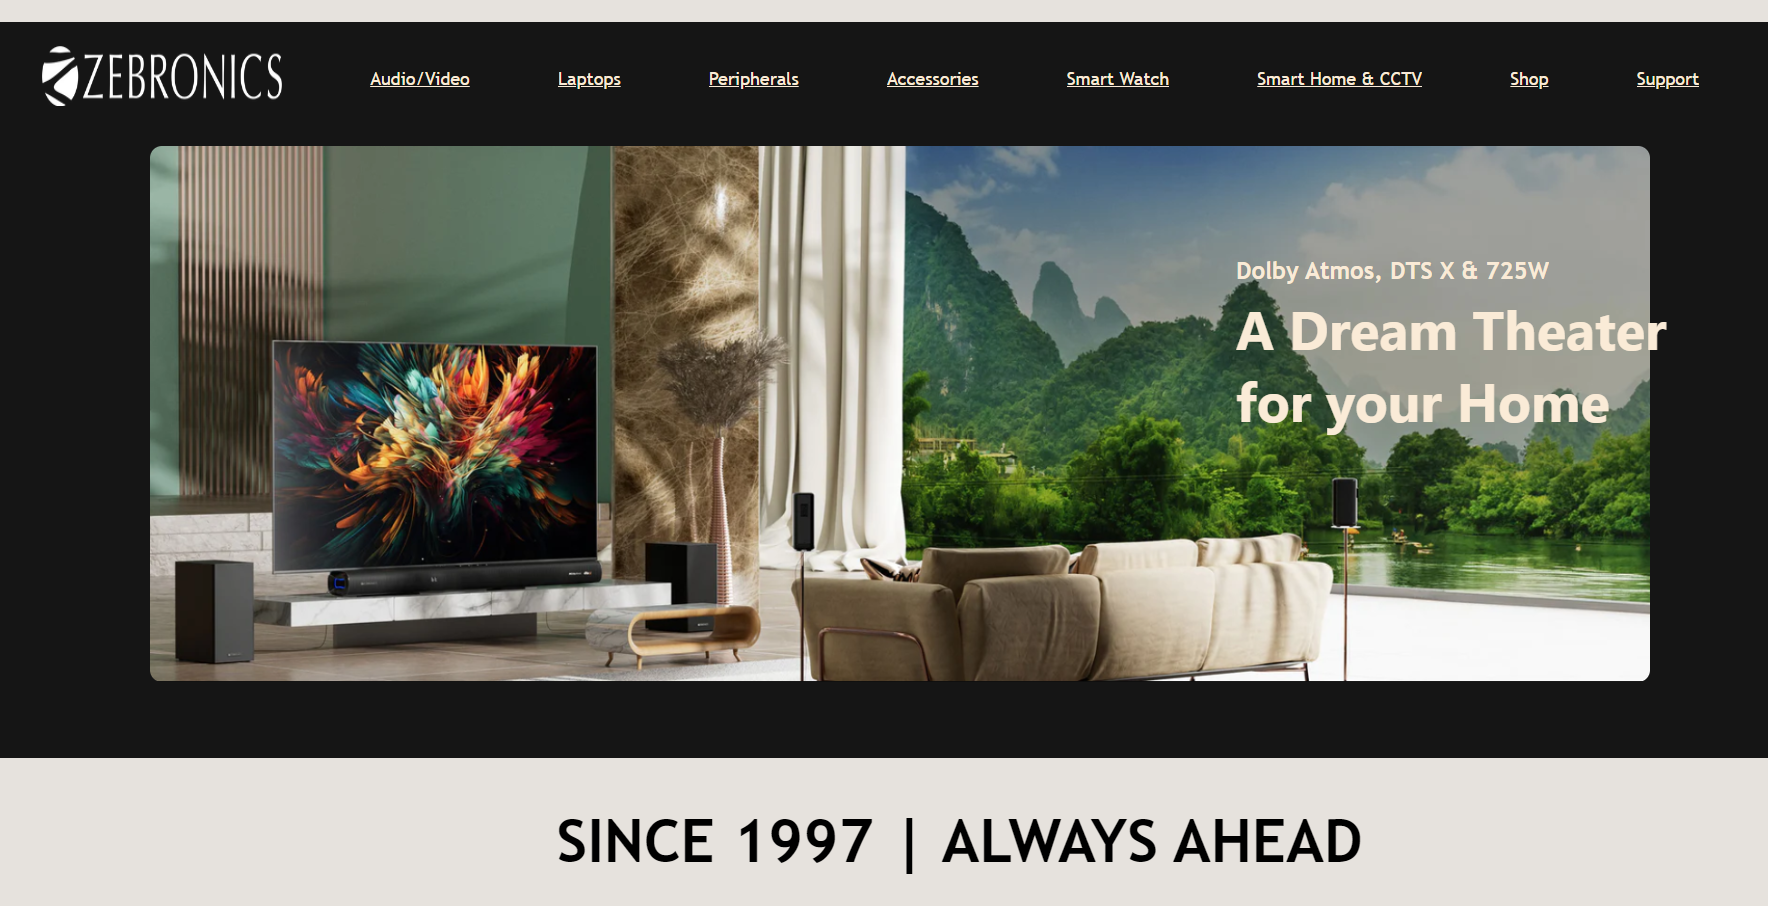 ZEBRONICS
Audio/Video
Laptops
Peripherals
Accessories
Smart Watch
Smart Home & CCTV
Shop
Support
Dolby Atmos, DTS X & 725W
A Dream Theater
for your Home
SINCE 1997 | ALWAYS AHEAD